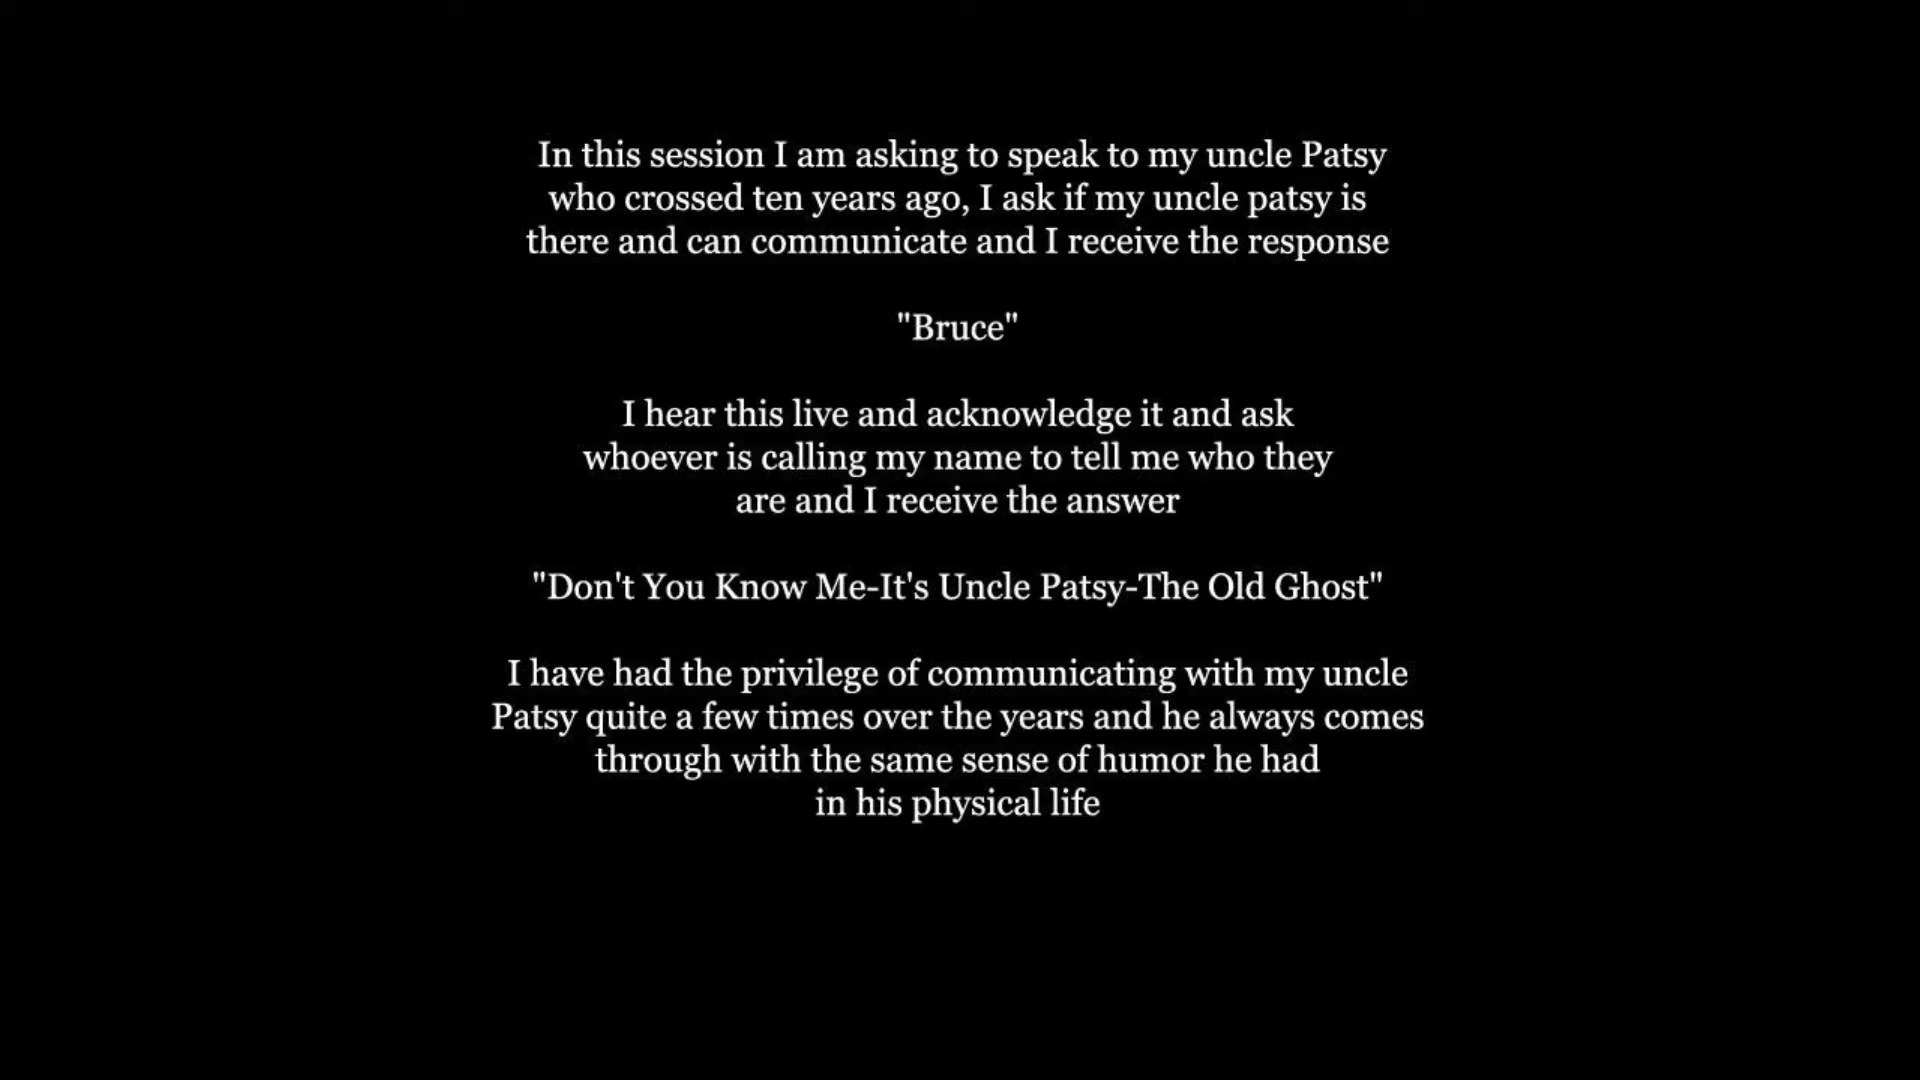 In this session I am asking to speak to my uncle Patsy
who crossed ten years ago, I ask if my uncle patsy is
there and can communicate and I receive the response
"Bruce"
I hear this live and acknowledge it and ask
whoever is calling my name to tell me who they
are and I receive the answer
"Don't You Know Me-It's Uncle Patsy-The Old Ghost"
I have had the privilege of communicating with my uncle
Patsy quite a few times over the years and he always comes
through with the same sense of humor he had
in his physical life